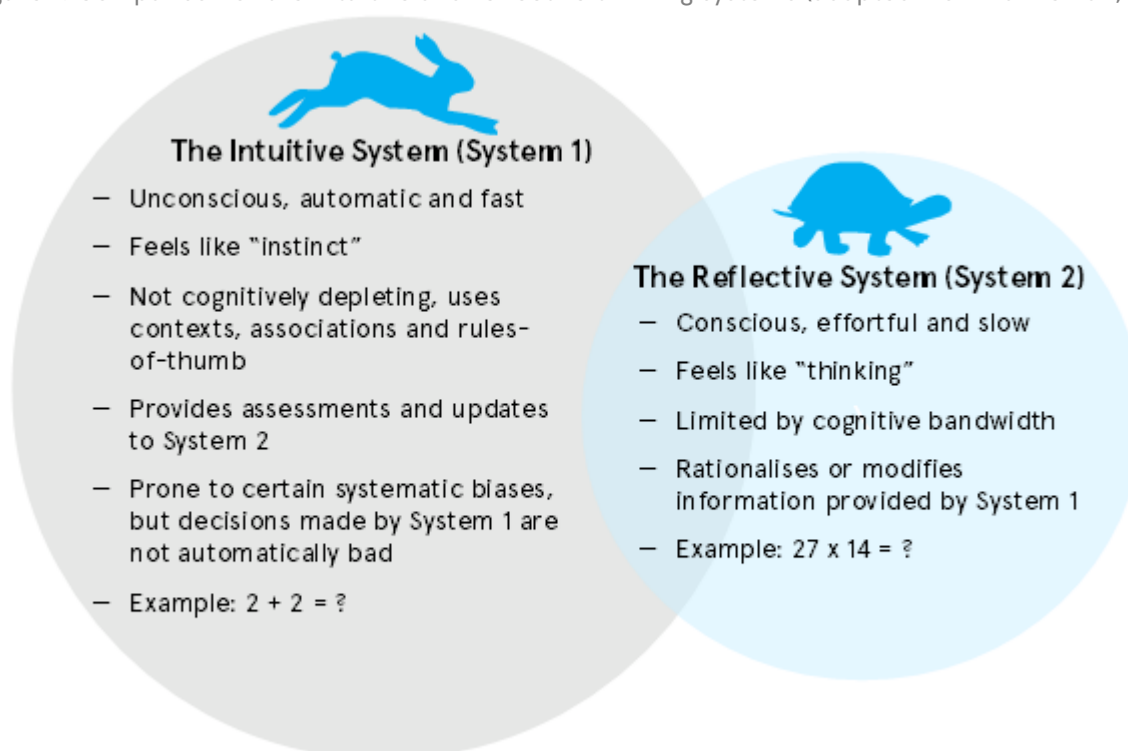 The Intuitive System (System 1)
– Unconscious, automatic and fast
– Feels like “instinct”
– Not cognitively depleting, uses
contexts, associations and rules-
of-thumb
– Provides assessments and updates
to System 2
– Prone to certain systematic biases,
but decisions made by System 1 are
not automatically bad
– Example: 2 + 2 = ?
The Reflective System (System 2)
– Conscious, effortful and slow
– Feels like “thinking”
– Limited by cognitive bandwidth
– Rationalises or modifies
information provided by System 1
– Example: 27 x 14 = ?